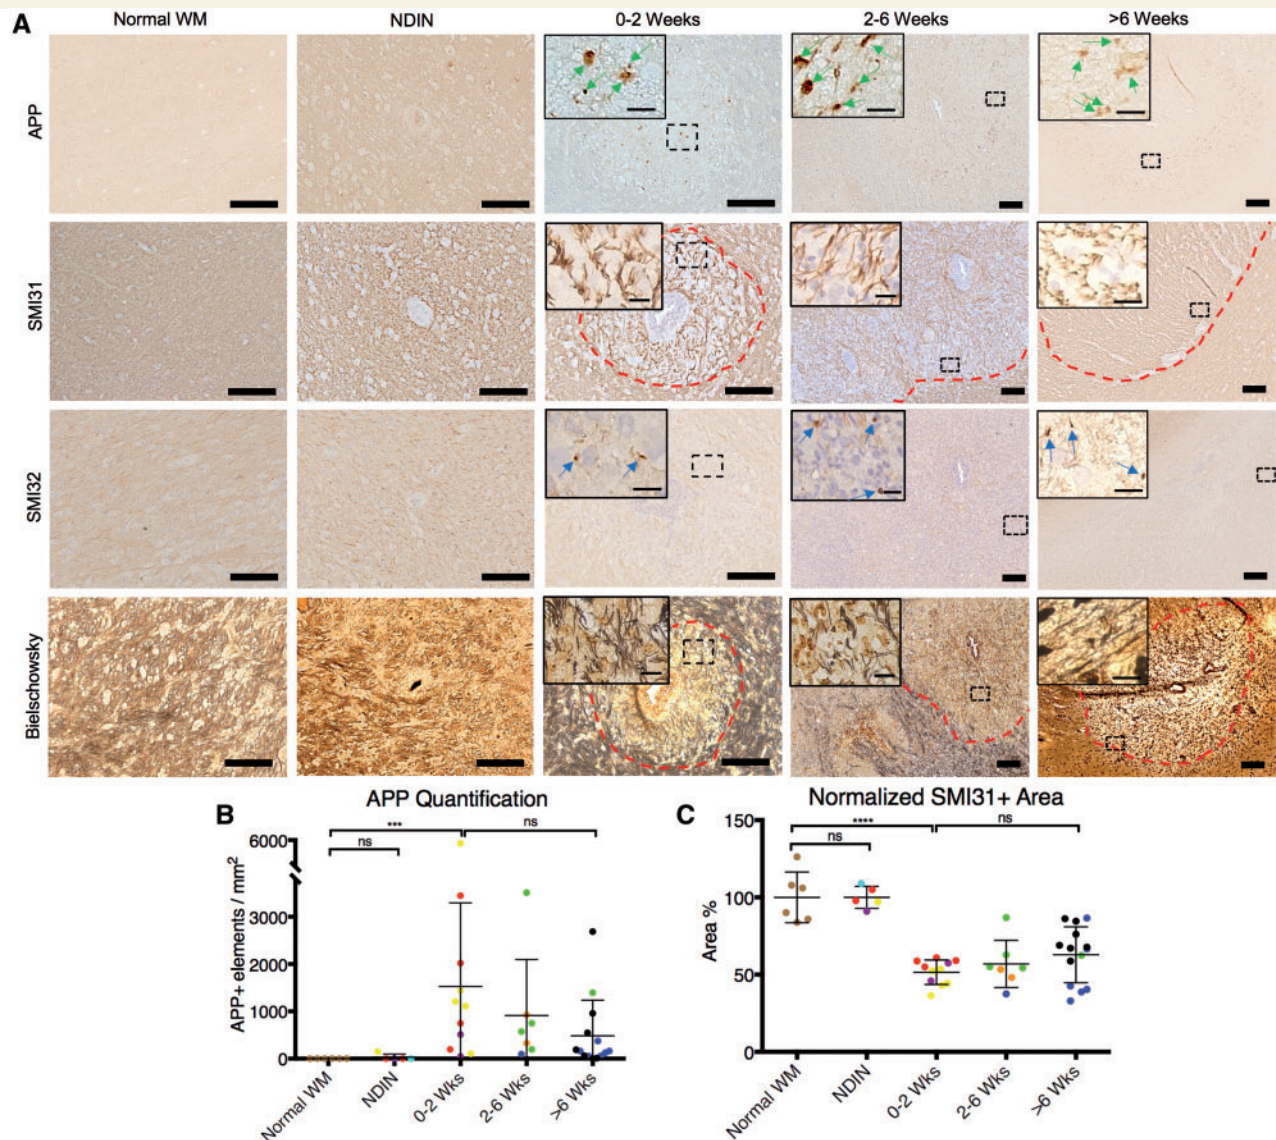 A
Normal WM
NDIN
0-2 Weeks
2-6 Weeks
>6 Weeks
APP
SMI31
SMI32
Bielschowsky
B
APP Quantification
***
ns
ns
APP+ elements / mm²
6000
3000
2000
1000
0
Normal WM
NDIN
0-2 Wks
2-6 Wks
>6 Wks
C
Normalized SMI31+ Area
****
ns
ns
Area %
150
100
50
0
Normal WM
NDIN
0-2 Wks
2-6 Wks
>6 Wks